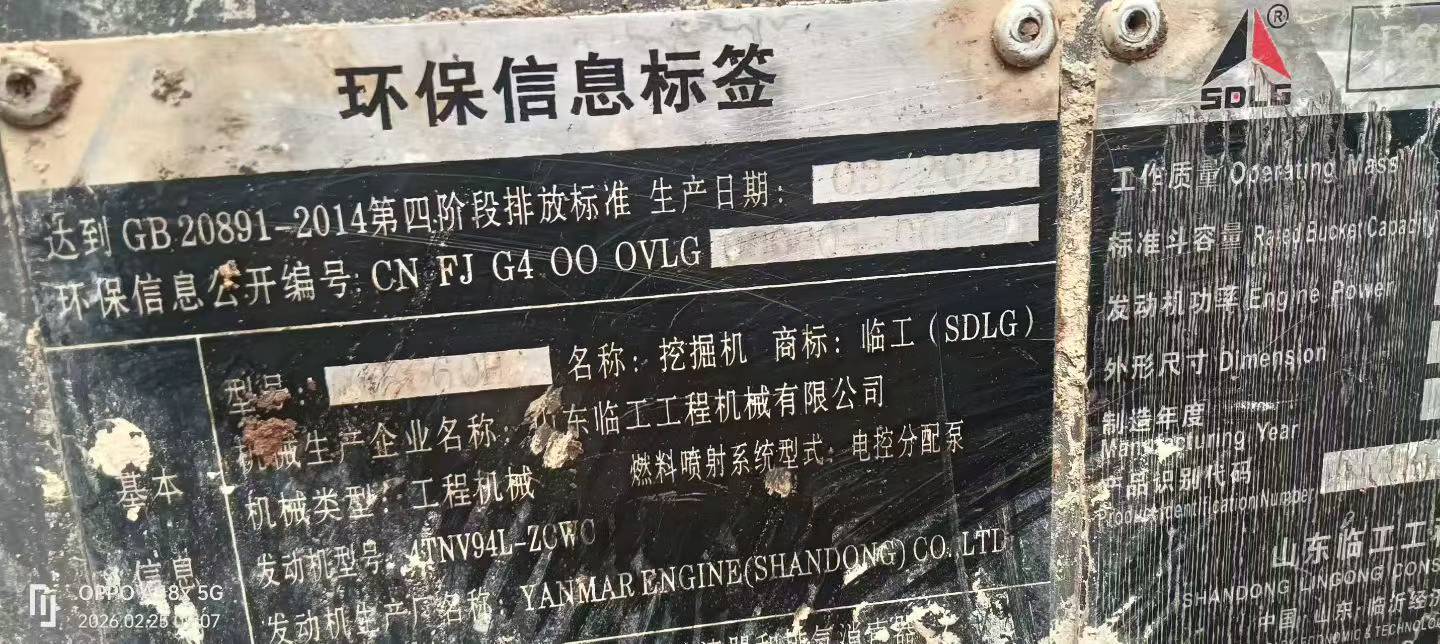 环保信息标签
达到 GB 20891-2014第四阶段排放标准 生产日期：
环保信息公开编号: CN FJ G4 OO OVLG
型号： 60H 名称：挖掘机 商标：临工（SDLG）
机械生产企业名称：山东临工工程机械有限公司
机械类型：工程机械 燃料喷射系统型式：电控分配泵
基本
信息
发动机型号：4TNV94L-ZCWC
发动机生产厂名称：YANMAR ENGINE(SHANDONG) CO. LTD
SDLG
®
工作质量 Operating Mass
标准斗容量 Rated Bucket Capacity
发动机功率 Engine Power
外形尺寸 Dimension
制造年度
Manufacturing Year
产品识别代码
Product Identification Number
山东临工工
SHANDONG LINGONG CONS
中国·山东·临沂经济
TECHNOLOG
OPPO 5G
2026.02.25